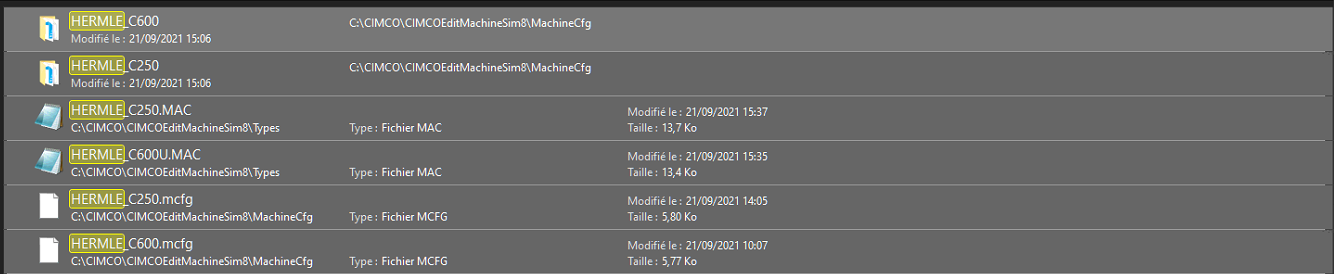 HERMLE_C600 C:\CIMCO\CIMCOEditMachineSim8\MachineCfg
Modifié le : 21/09/2021 15:06
HERMLE_C250 C:\CIMCO\CIMCOEditMachineSim8\MachineCfg
Modifié le : 21/09/2021 15:06
HERMLE_C250.MAC Modifié le : 21/09/2021 15:37
C:\CIMCO\CIMCOEditMachineSim8\Types Type : Fichier MAC Taille : 13,7 Ko
HERMLE_C600U.MAC Modifié le : 21/09/2021 15:35
C:\CIMCO\CIMCOEditMachineSim8\Types Type : Fichier MAC Taille : 13,4 Ko
HERMLE_C250.mcfg Modifié le : 21/09/2021 14:05
C:\CIMCO\CIMCOEditMachineSim8\MachineCfg Type : Fichier MCFG Taille : 5,80 Ko
HERMLE_C600.mcfg Modifié le : 21/09/2021 10:07
C:\CIMCO\CIMCOEditMachineSim8\MachineCfg Type : Fichier MCFG Taille : 5,77 Ko